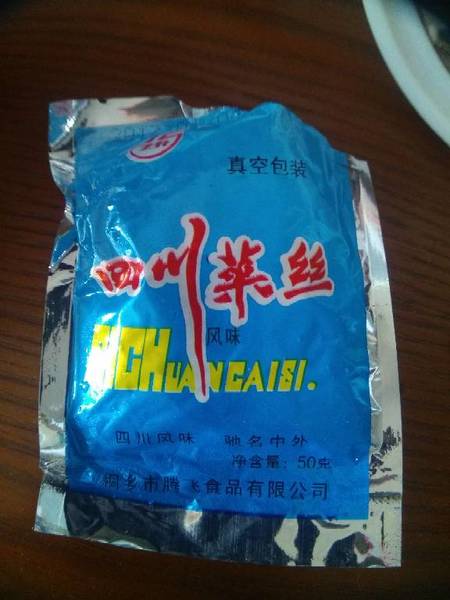 真空包装
四川菜丝
风味
SICHUANCAISI.
四川风味 驰名中外
净含量：50克
桐乡市腾飞食品有限公司